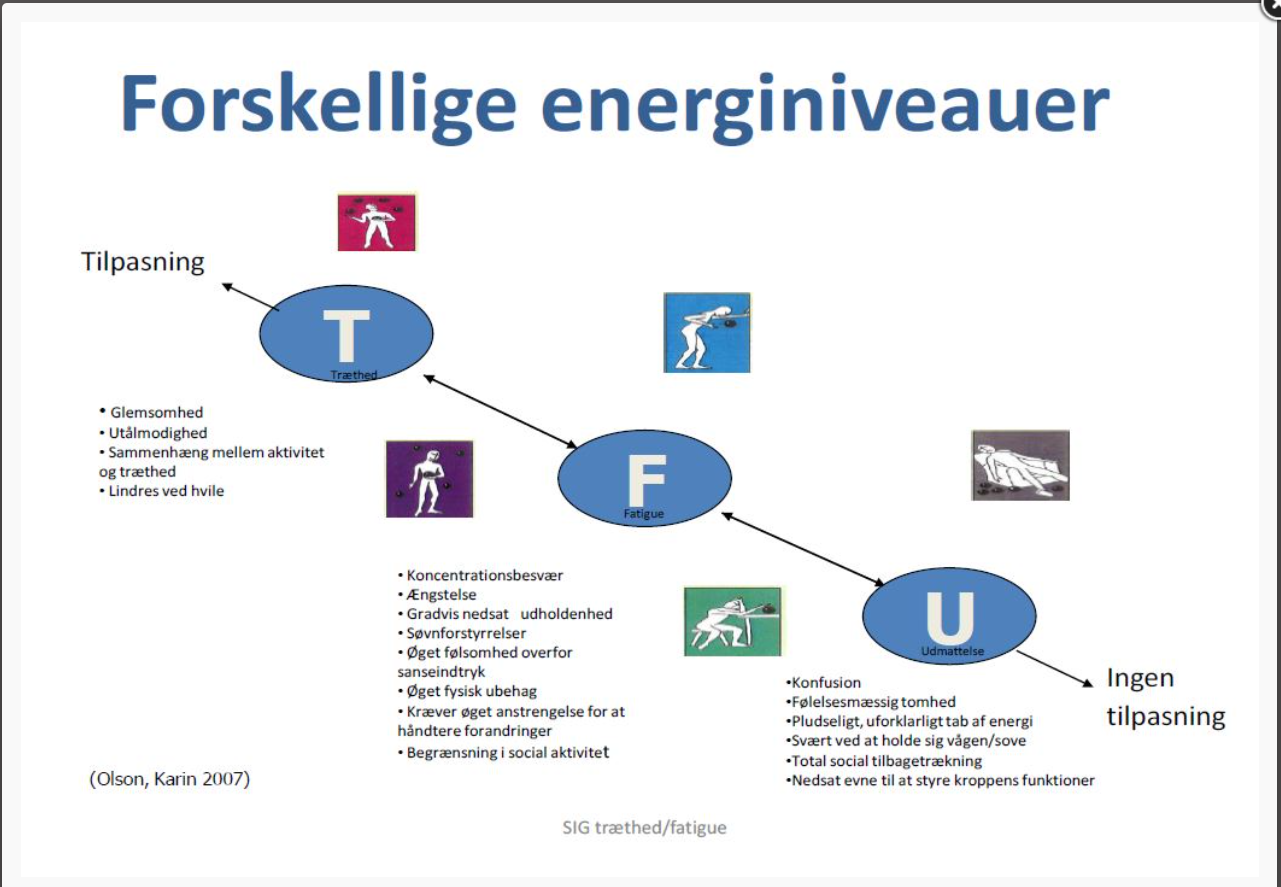 Forskellige energiniveauer
Tilpasning
T
Træthed
• Glemsomhed
• Utålmodighed
• Sammenhæng mellem aktivitet
og træthed
• Lindres ved hvile
F
Fatigue
• Koncentrationsbesvær
• Ængstelse
• Gradvis nedsat udholdenhed
• Søvnforstyrrelser
• Øget følsomhed overfor
sanseindtryk
• Øget fysisk ubehag
• Kræver øget anstrengelse for at
håndtere forandringer
• Begrænsning i social aktivitet
U
Udmattelse
Ingen
tilpasning
•Konfusion
•Følelsesmæssig tomhed
•Pludseligt, uforklarligt tab af energi
•Svært ved at holde sig vågen/sove
•Total social tilbagetrækning
•Nedsat evne til at styre kroppens funktioner
(Olson, Karin 2007)
SIG træthed/fatigue